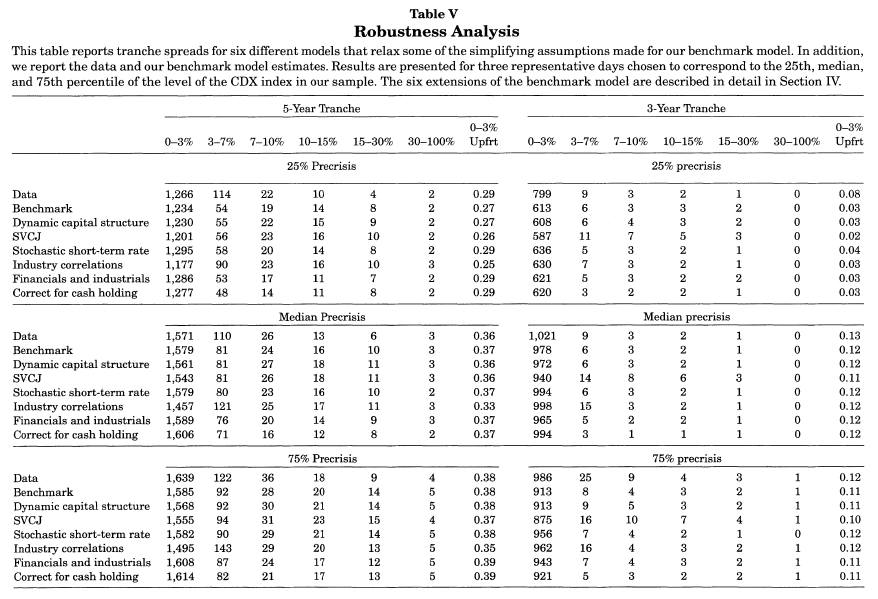 Table V
Robustness Analysis
This table reports tranche spreads for six different models that relax some of the simplifying assumptions made for our benchmark model. In addition,
we report the data and our benchmark model estimates. Results are presented for three representative days chosen to correspond to the 25th, median,
and 75th percentile of the level of the CDX index in our sample. The six extensions of the benchmark model are described in detail in Section IV.
5-Year Tranche 3-Year Tranche
0–3% 0–3%
0–3% 3–7% 7–10% 10–15% 15–30% 30–100% Upfrt 0–3% 3–7% 7–10% 10–15% 15–30% 30–100% Upfrt
25% Precrisis 25% precrisis
Data 1,266 114 22 10 4 2 0.29 799 9 3 2 1 0 0.08
Benchmark 1,234 54 19 14 8 2 0.27 613 6 3 3 2 0 0.03
Dynamic capital structure 1,230 55 22 15 9 2 0.27 608 6 4 3 2 0 0.03
SVCJ 1,201 56 23 16 10 2 0.26 587 11 7 5 3 0 0.02
Stochastic short-term rate 1,295 58 20 14 8 2 0.29 636 5 3 2 1 0 0.04
Industry correlations 1,177 90 23 16 10 3 0.25 630 7 3 2 1 0 0.03
Financials and industrials 1,286 53 17 11 7 2 0.29 621 5 3 2 2 0 0.03
Correct for cash holding 1,277 48 14 11 8 2 0.29 620 3 2 2 1 0 0.03
Median Precrisis Median precrisis
Data 1,571 110 26 13 6 3 0.36 1,021 9 3 2 1 0 0.13
Benchmark 1,579 81 24 16 10 3 0.37 978 6 3 2 1 0 0.12
Dynamic capital structure 1,561 81 27 18 11 3 0.36 972 6 3 2 1 0 0.12
SVCJ 1,543 81 26 18 11 3 0.36 940 14 8 6 3 0 0.11
Stochastic short-term rate 1,579 80 23 16 10 2 0.37 994 6 3 2 1 0 0.12
Industry correlations 1,457 121 25 17 11 3 0.33 998 15 3 2 1 0 0.12
Financials and industrials 1,589 76 20 14 9 3 0.37 965 5 2 2 1 0 0.12
Correct for cash holding 1,606 71 16 12 8 2 0.37 994 3 1 1 1 0 0.12
75% Precrisis 75% precrisis
Data 1,639 122 36 18 9 4 0.38 986 25 9 4 3 1 0.12
Benchmark 1,585 92 28 20 14 5 0.38 913 8 4 3 2 1 0.11
Dynamic capital structure 1,568 92 30 21 14 5 0.38 913 9 5 3 2 1 0.11
SVCJ 1,555 94 31 23 15 4 0.37 875 16 10 7 4 1 0.10
Stochastic short-term rate 1,582 90 29 21 14 5 0.38 956 7 4 2 1 0 0.12
Industry correlations 1,495 143 29 20 13 5 0.35 962 16 4 3 2 1 0.12
Financials and industrials 1,608 87 24 17 12 5 0.39 943 7 4 3 2 1 0.11
Correct for cash holding 1,614 82 21 17 13 5 0.39 921 5 3 2 2 1 0.11